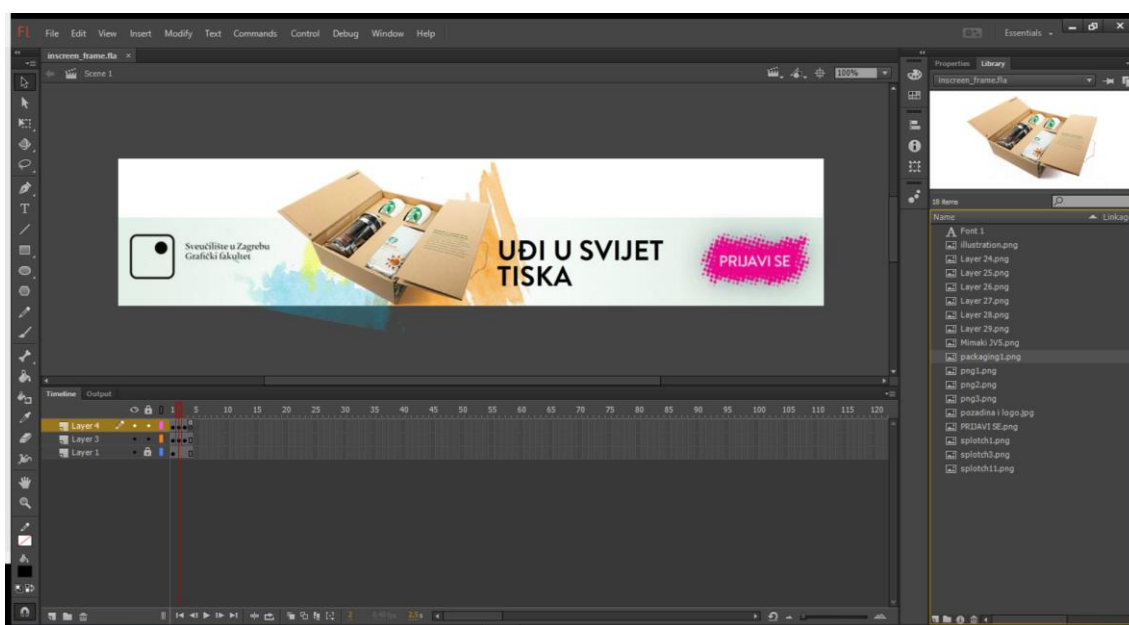 Fl File Edit View Insert Modify Text Commands Control Debug Window Help Essentials
inscreen_frame.fla ×
Scene 1 100%
Properties Library
inscreen_frame.fla
18 items
Name Linkag
Font 1
illustration.png
Layer 24.png
Layer 25.png
Layer 26.png
Layer 27.png
Layer 28.png
Layer 29.png
Mimaki JV5.png
packaging1.png
png1.png
png2.png
png3.png
pozadina i logo.jpg
PRIJAVI SE.png
splotch1.png
splotch3.png
splotch11.png
Sveučilište u Zagrebu
Grafički fakultet
UĐI U SVIJET
TISKA
PRIJAVI SE
Timeline Output
1 5 10 15 20 25 30 35 40 45 50 55 60 65 70 75 80 85 90 95 100 105 110 115 120
Layer 4
Layer 3
Layer 1
2